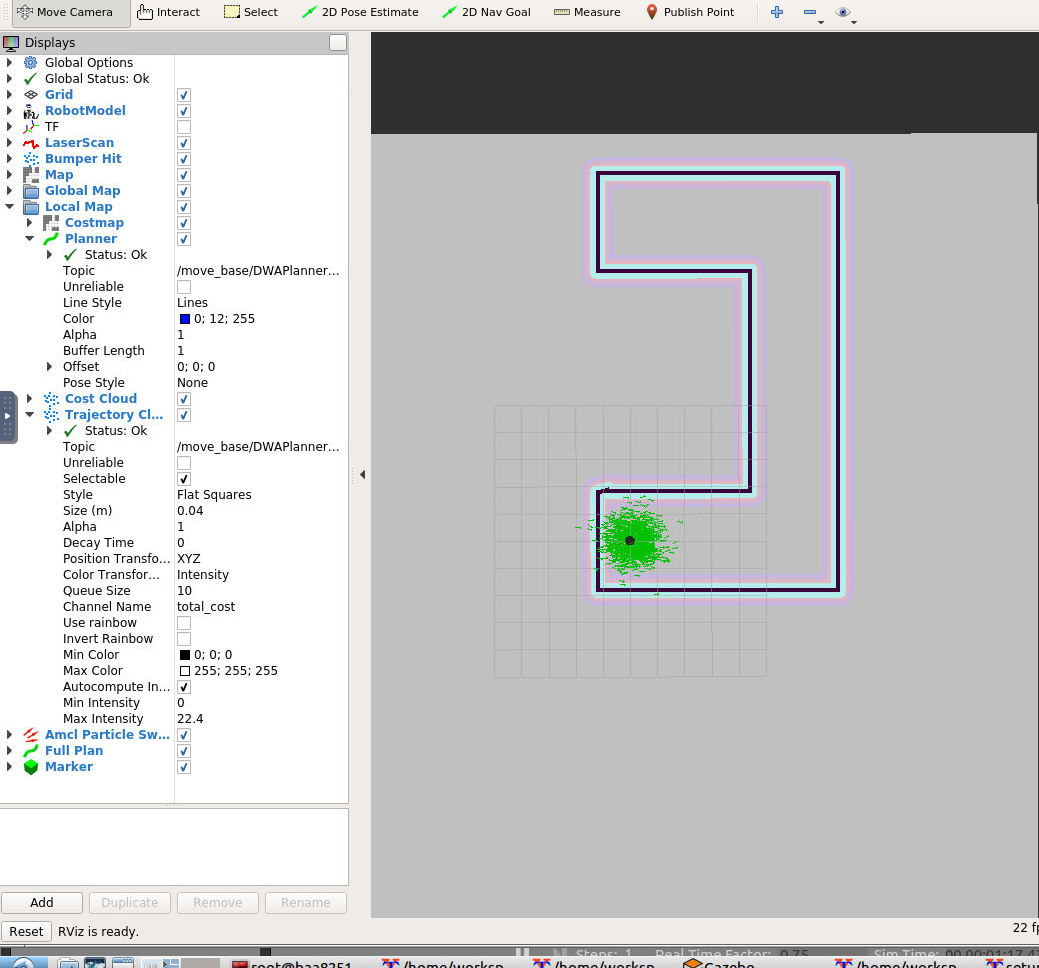 Move Camera Interact Select 2D Pose Estimate 2D Nav Goal Measure Publish Point
Displays
Global Options
Global Status: Ok
Grid
RobotModel
TF
LaserScan
Bumper Hit
Map
Global Map
Local Map
Costmap
Planner
Status: Ok
Topic /move_base/DWAPlanner...
Unreliable
Line Style Lines
Color 0; 12; 255
Alpha 1
Buffer Length 1
Offset 0; 0; 0
Pose Style None
Cost Cloud
Trajectory Cl...
Status: Ok
Topic /move_base/DWAPlanner...
Unreliable
Selectable
Style Flat Squares
Size (m) 0.04
Alpha 1
Decay Time 0
Position Transfo... XYZ
Color Transfor... Intensity
Queue Size 10
Channel Name total_cost
Use rainbow
Invert Rainbow
Min Color 0; 0; 0
Max Color 255; 255; 255
Autocompute In...
Min Intensity 0
Max Intensity 22.4
Amcl Particle Sw...
Full Plan
Marker
Add Duplicate Remove Rename
Reset RViz is ready. 22 fp
Steps: 1 Real Time Factor: 0.75 Sim Time: 00 00:01:17.4
root@baa8251 /home/worksp /home/worksp Gazebo /home/worksp setu